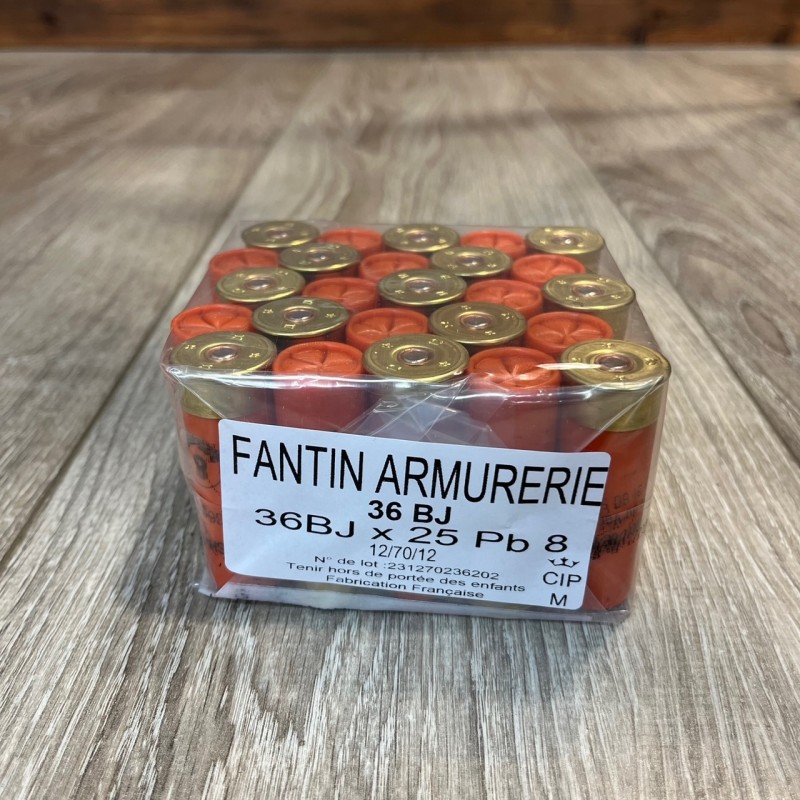 FANTIN ARMURERIE
36 BJ
36BJ x 25 Pb 8
12/70/12
N° de lot :231270236202
Tenir hors de portée des enfants
Fabrication Française
CIP
M